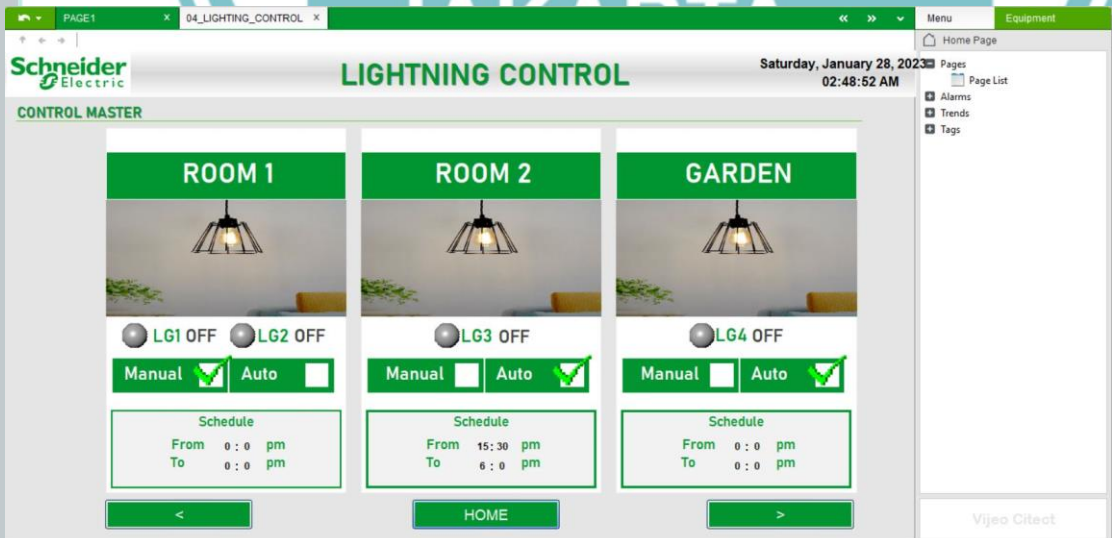 PAGE1 X 04_LIGHTING_CONTROL X Menu Equipment
Home Page
Schneider Electric
LIGHTNING CONTROL
Saturday, January 28, 2023
02:48:52 AM
Pages
Page List
Alarms
Trends
Tags
CONTROL MASTER
ROOM 1 ROOM 2 GARDEN
LG1 OFF LG2 OFF LG3 OFF LG4 OFF
Manual Auto Manual Auto Manual Auto
Schedule Schedule Schedule
From 0 : 0 pm From 15: 30 pm From 0 : 0 pm
To 0 : 0 pm To 6 : 0 pm To 0 : 0 pm
< HOME >
Vijeo Citect